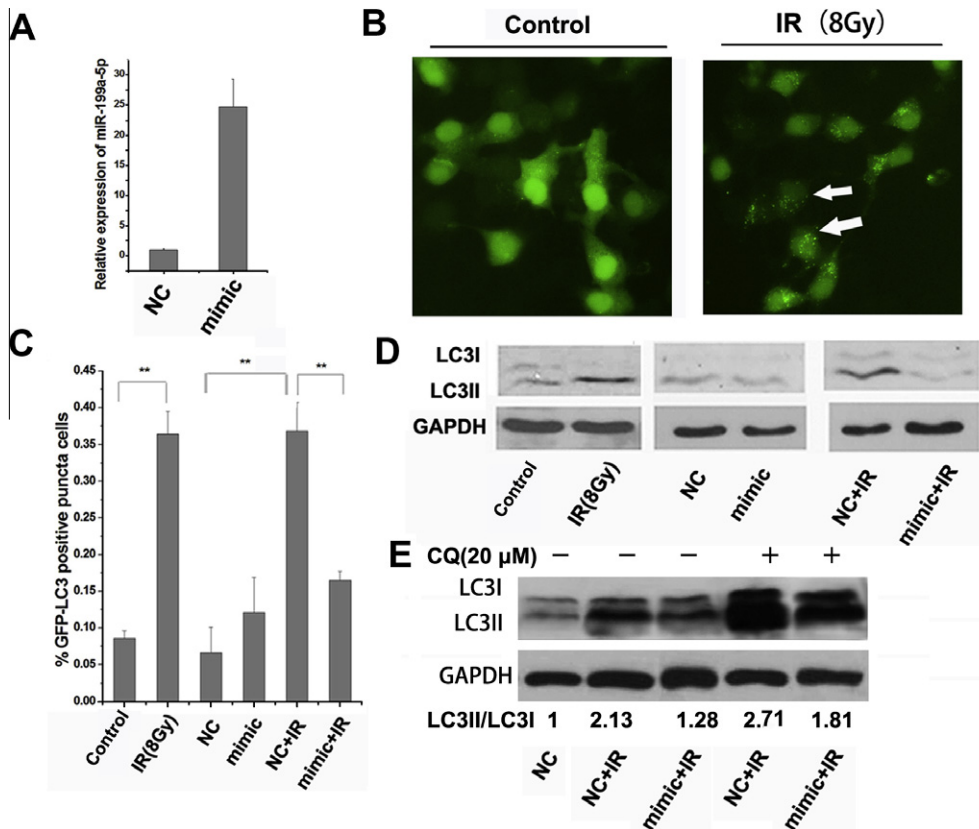 A
Relative expression of miR-199a-5p
30
25
20
15
10
5
0
NC
mimic
B
Control
IR (8Gy)
C
% GFP-LC3 positive puncta cells
0.45
0.40
0.35
0.30
0.25
0.20
0.15
0.10
0.05
0.00
**
**
**
Control
IR(8Gy)
NC
mimic
NC+IR
mimic+IR
D
LC3I
LC3II
GAPDH
Control
IR(8Gy)
NC
mimic
NC+IR
mimic+IR
E
CQ(20 μM) − − − + +
LC3I
LC3II
GAPDH
LC3II/LC3I 1 2.13 1.28 2.71 1.81
NC
NC+IR
mimic+IR
NC+IR
mimic+IR